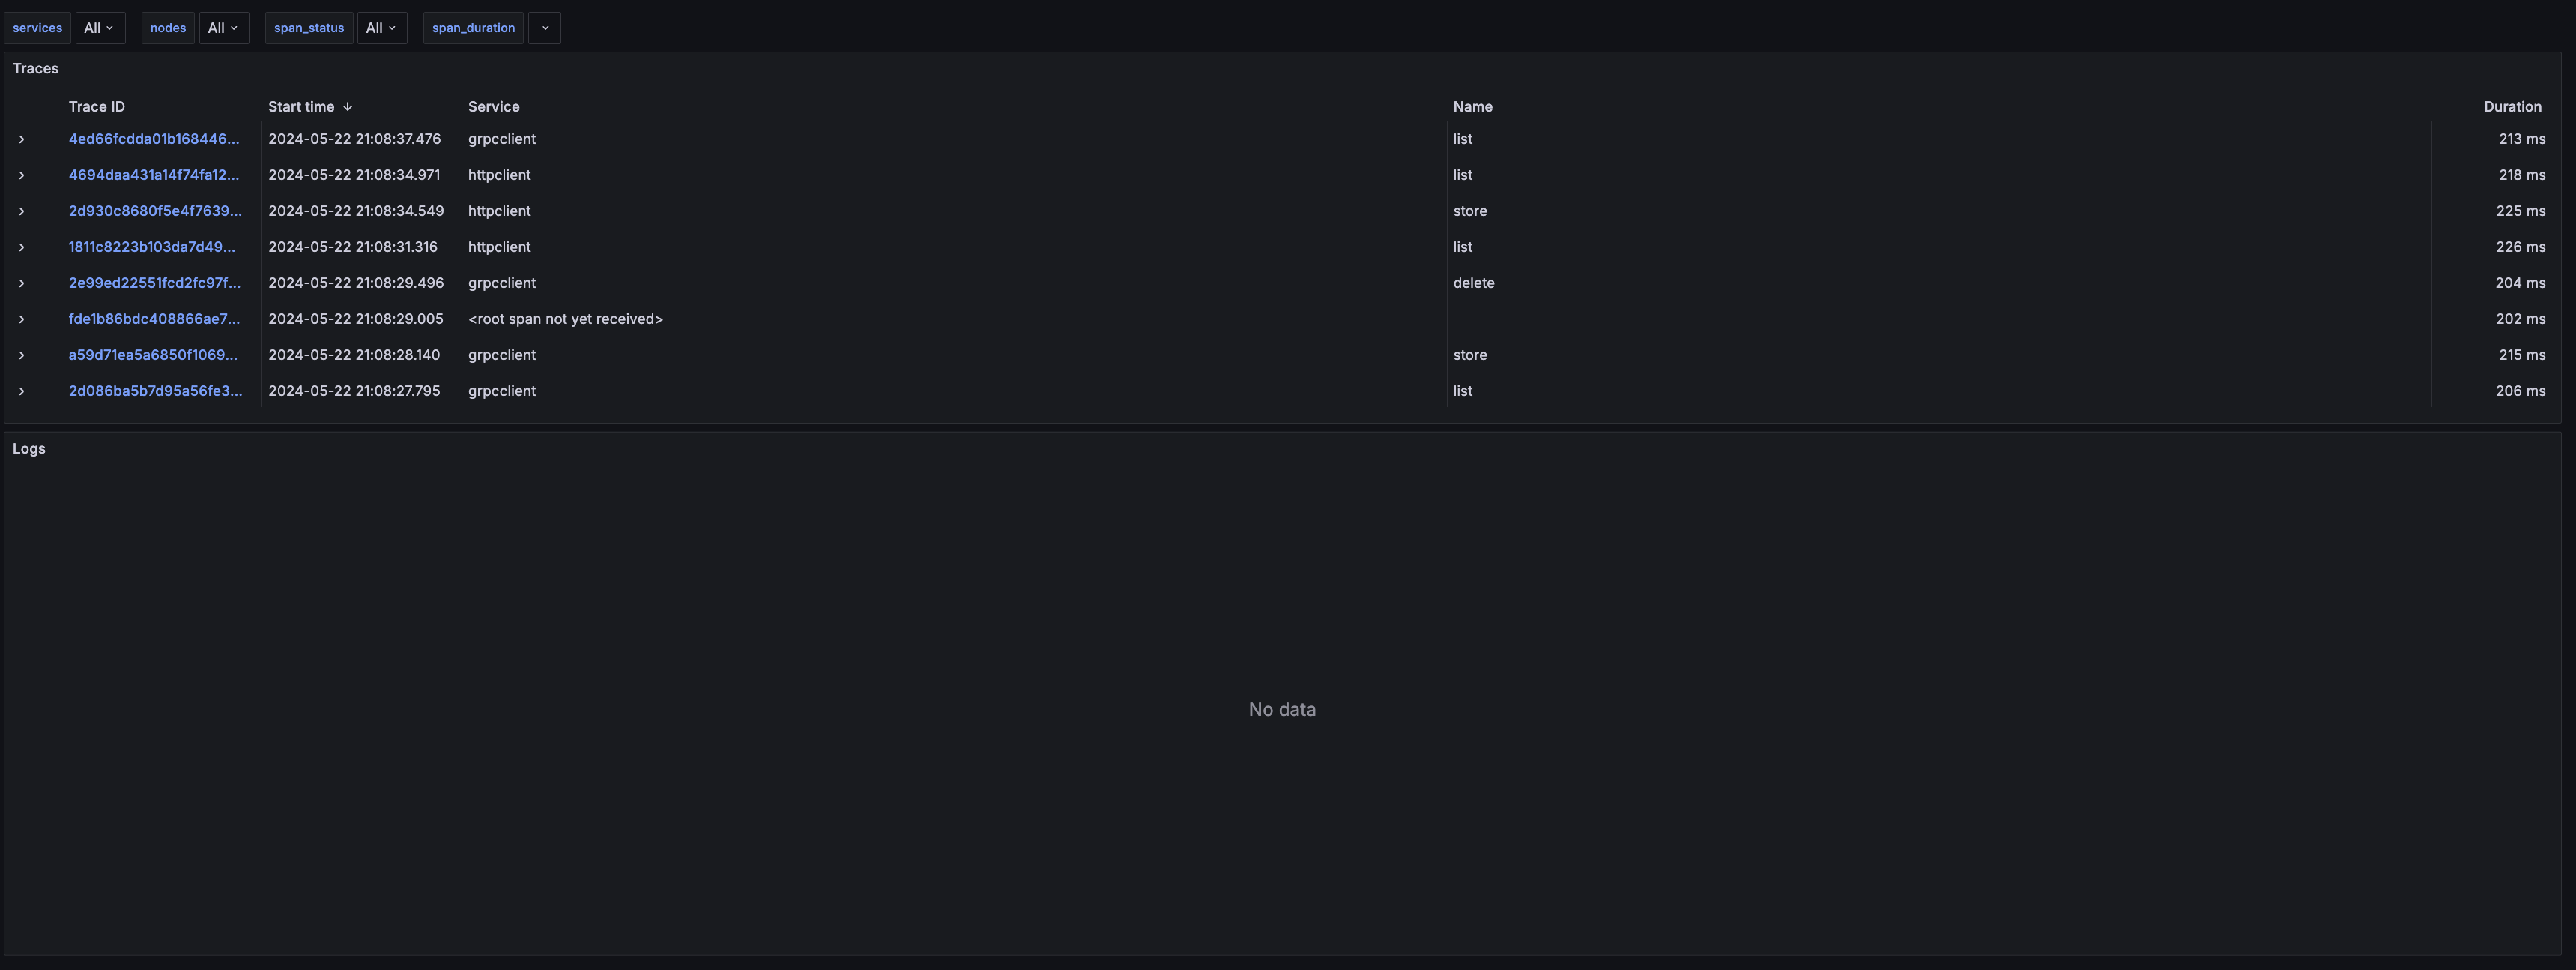 services All nodes All span_status All span_duration
Traces
Trace ID Start time Service Name Duration
4ed66fcdda01b168446... 2024-05-22 21:08:37.476 grpcclient list 213 ms
4694daa431a14f74fa12... 2024-05-22 21:08:34.971 httpclient list 218 ms
2d930c8680f5e4f7639... 2024-05-22 21:08:34.549 httpclient store 225 ms
1811c8223b103da7d49... 2024-05-22 21:08:31.316 httpclient list 226 ms
2e99ed22551fcd2fc97f... 2024-05-22 21:08:29.496 grpcclient delete 204 ms
fde1b86bdc408866ae7... 2024-05-22 21:08:29.005 <root span not yet received> 202 ms
a59d71ea5a6850f1069... 2024-05-22 21:08:28.140 grpcclient store 215 ms
2d086ba5b7d95a56fe3... 2024-05-22 21:08:27.795 grpcclient list 206 ms
Logs
No data